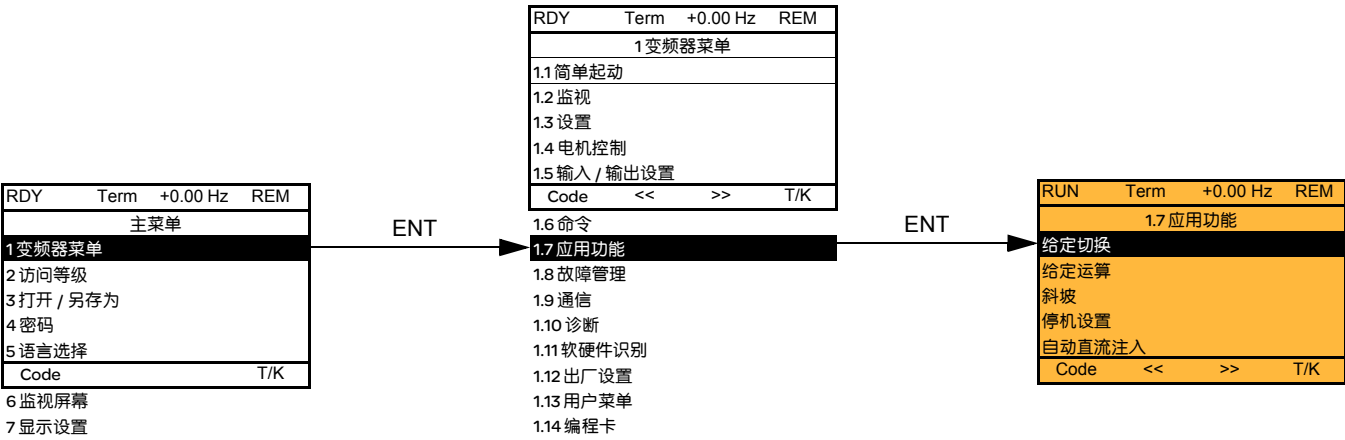 RDY Term +0.00 Hz REM
主菜单
1 变频器菜单
2 访问等级
3 打开 / 另存为
4 密码
5 语言选择
Code T/K
6 监视屏幕
7 显示设置
ENT
RDY Term +0.00 Hz REM
1 变频器菜单
1.1 简单起动
1.2 监视
1.3 设置
1.4 电机控制
1.5 输入 / 输出设置
Code << >> T/K
1.6 命令
1.7 应用功能
1.8 故障管理
1.9 通信
1.10 诊断
1.11 软硬件识别
1.12 出厂设置
1.13 用户菜单
1.14 编程卡
ENT
RUN Term +0.00 Hz REM
1.7 应用功能
给定切换
给定运算
斜坡
停机设置
自动直流注入
Code << >> T/K